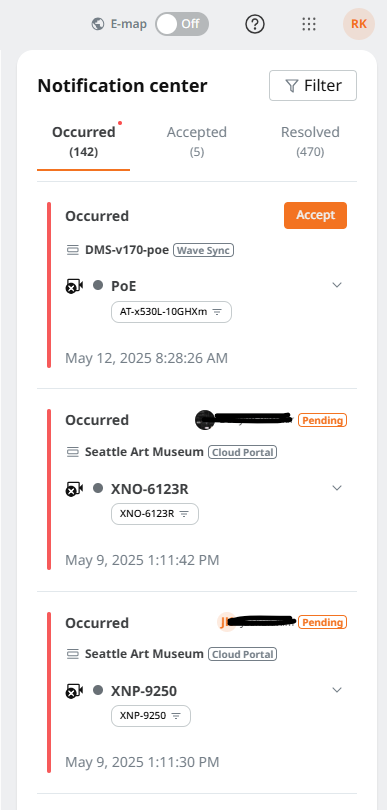 E-map Off RK
Notification center Filter
Occurred Accepted Resolved
(142) (5) (470)
Occurred Accept
DMS-v170-poe Wave Sync
PoE
AT-x530L-10GHXm
May 12, 2025 8:28:26 AM
Occurred Pending
Seattle Art Museum Cloud Portal
XNO-6123R
XNO-6123R
May 9, 2025 1:11:42 PM
Occurred Pending
Seattle Art Museum Cloud Portal
XNP-9250
XNP-9250
May 9, 2025 1:11:30 PM